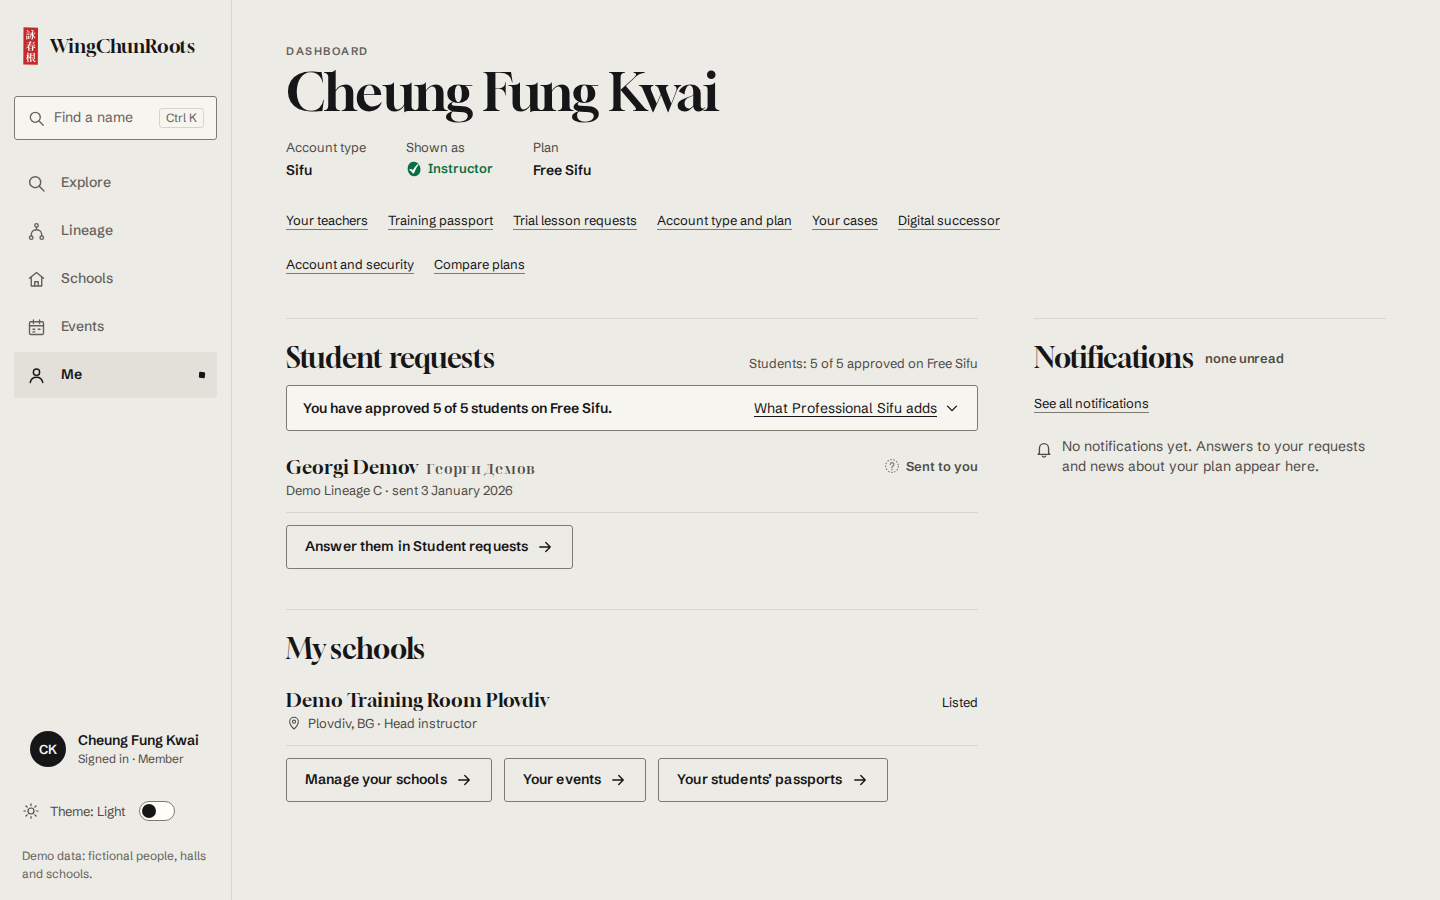 詠春根
WingChunRoots
Find a name
Ctrl K
Explore
Lineage
Schools
Events
Me
CK
Cheung Fung Kwai
Signed in · Member
Theme: Light
Demo data: fictional people, halls
and schools.
DASHBOARD
Cheung Fung Kwai
Account type
Shown as
Plan
Sifu
Instructor
Free Sifu
Your teachers
Training passport
Trial lesson requests
Account type and plan
Your cases
Digital successor
Account and security
Compare plans
Student requests
Students: 5 of 5 approved on Free Sifu
You have approved 5 of 5 students on Free Sifu.
What Professional Sifu adds
Georgi Demov Георги Демов
Sent to you
Demo Lineage C · sent 3 January 2026
Answer them in Student requests
My schools
Demo Training Room Plovdiv
Listed
Plovdiv, BG · Head instructor
Manage your schools
Your events
Your students’ passports
Notifications
none unread
See all notifications
No notifications yet. Answers to your requests
and news about your plan appear here.